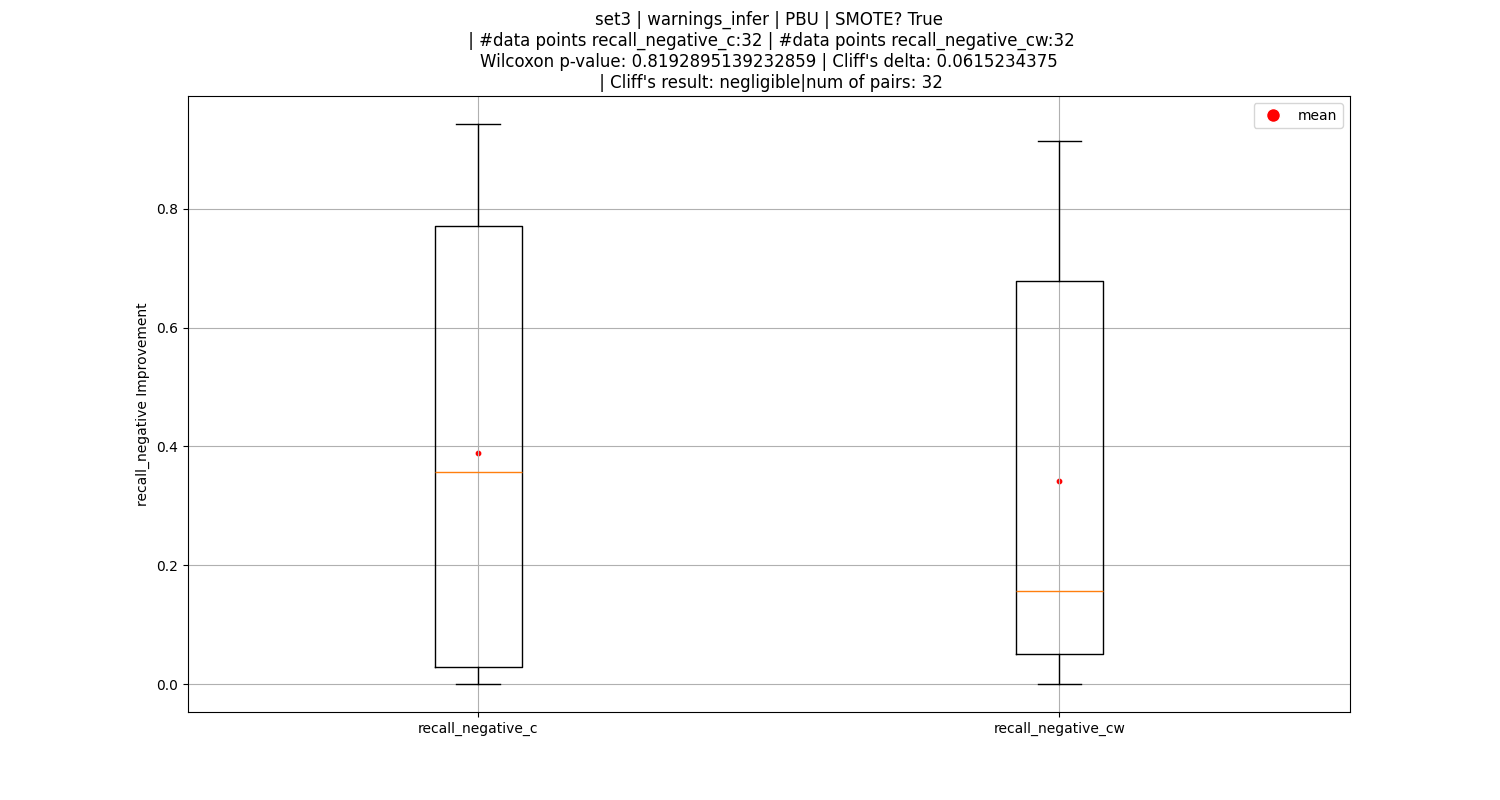 set3 | warnings_infer | PBU | SMOTE? True
| #data points recall_negative_c:32 | #data points recall_negative_cw:32
Wilcoxon p-value: 0.8192895139232859 | Cliff's delta: 0.0615234375
| Cliff's result: negligible|num of pairs: 32
mean
recall_negative Improvement
0.8
0.6
0.4
0.2
0.0
recall_negative_c
recall_negative_cw